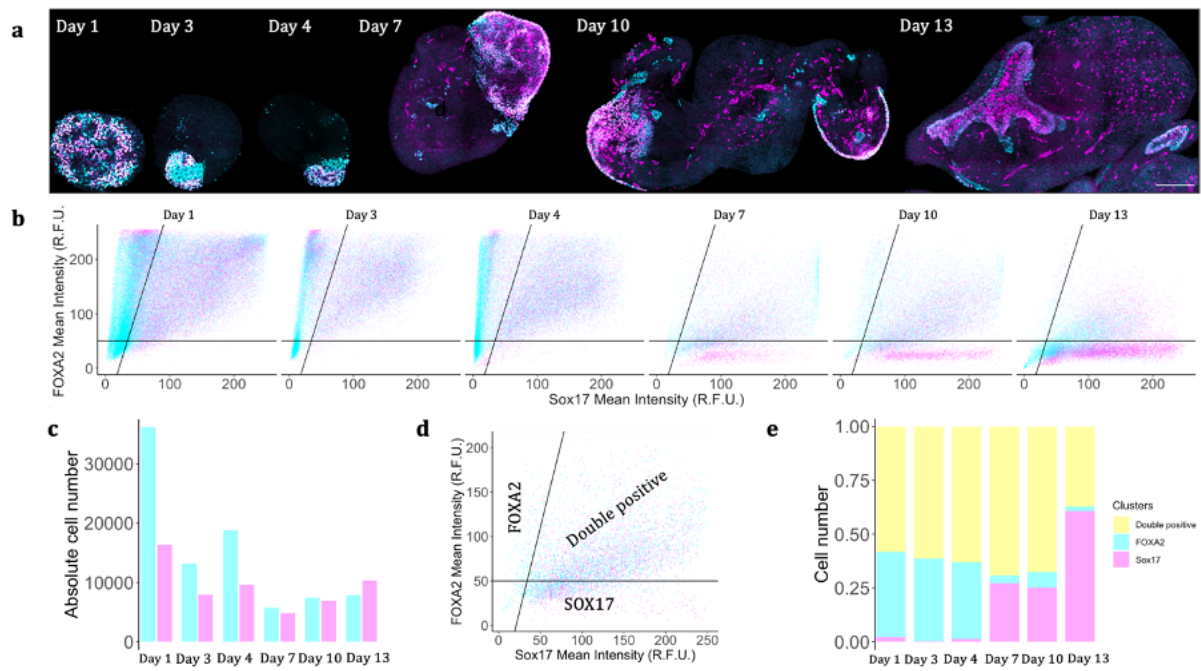 a
Day 1 Day 3 Day 4 Day 7 Day 10 Day 13
b
Day 1 Day 3 Day 4 Day 7 Day 10 Day 13
FOXA2 Mean Intensity (R.F.U.)
200
100
0
0 100 200 0 100 200 0 100 200 0 100 200 0 100 200 0 100 200
Sox17 Mean Intensity (R.F.U.)
c
Absolute cell number
30000
20000
10000
0
Day 1 Day 3 Day 4 Day 7 Day 10 Day 13
d
FOXA2 Mean Intensity (R.F.U.)
200
150
100
50
0
FOXA2
Double positive
SOX17
0 50 100 150 200 250
Sox17 Mean Intensity (R.F.U.)
e
Cell number
1.00
0.75
0.50
0.25
0.00
Day 1 Day 3 Day 4 Day 7 Day 10 Day 13
Clusters
Double positive
FOXA2
Sox17